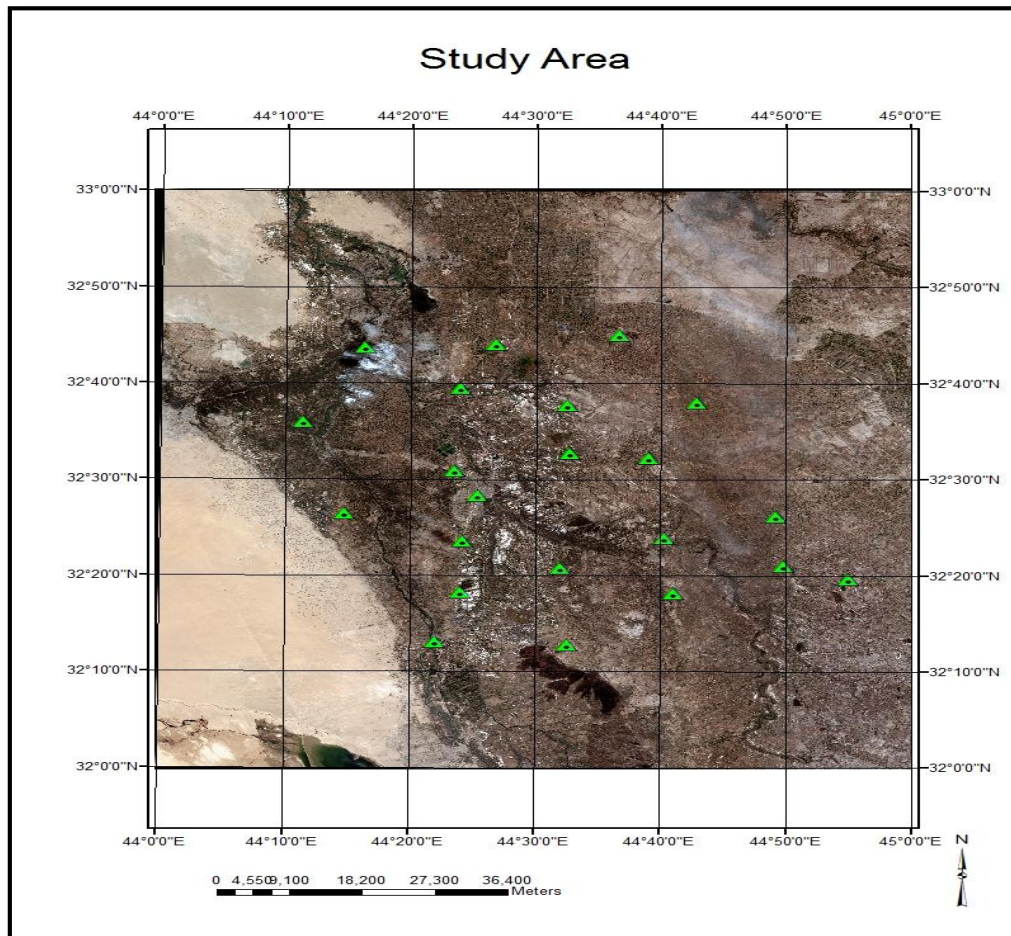 Study Area
44°0'0"E 44°10'0"E 44°20'0"E 44°30'0"E 44°40'0"E 44°50'0"E 45°0'0"E
33°0'0"N 33°0'0"N
32°50'0"N 32°50'0"N
32°40'0"N 32°40'0"N
32°30'0"N 32°30'0"N
32°20'0"N 32°20'0"N
32°10'0"N 32°10'0"N
32°0'0"N 32°0'0"N
44°0'0"E 44°10'0"E 44°20'0"E 44°30'0"E 44°40'0"E 44°50'0"E 45°0'0"E
N
0 4,550 9,100 18,200 27,300 36,400
Meters